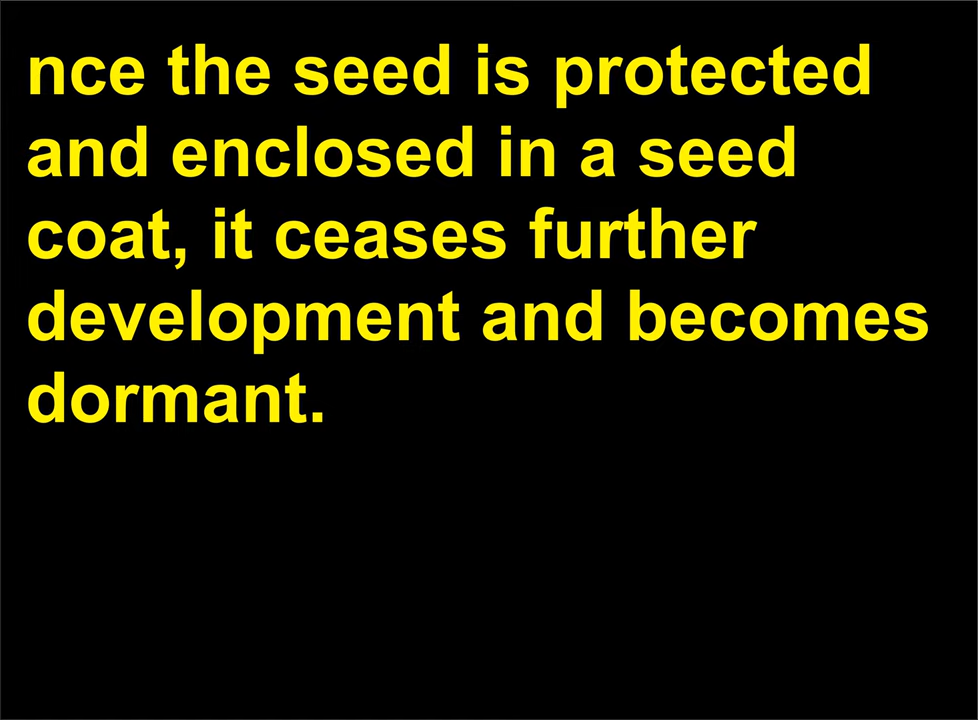 nce the seed is protected
and enclosed in a seed
coat, it ceases further
development and becomes
dormant.